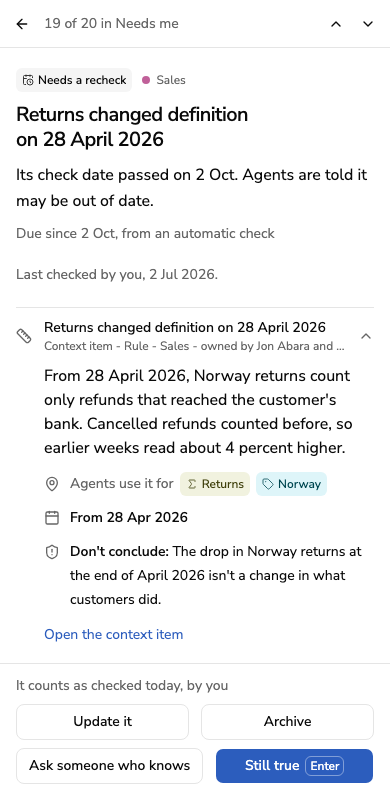 19 of 20 in Needs me
Needs a recheck
Sales
Returns changed definition
on 28 April 2026
Its check date passed on 2 Oct. Agents are told it
may be out of date.
Due since 2 Oct, from an automatic check
Last checked by you, 2 Jul 2026.
Returns changed definition on 28 April 2026
Context item - Rule - Sales - owned by Jon Abara and ...
From 28 April 2026, Norway returns count
only refunds that reached the customer's
bank. Cancelled refunds counted before, so
earlier weeks read about 4 percent higher.
Agents use it for Returns Norway
From 28 Apr 2026
Don't conclude: The drop in Norway returns at
the end of April 2026 isn't a change in what
customers did.
Open the context item
It counts as checked today, by you
Update it
Archive
Ask someone who knows
Still true Enter